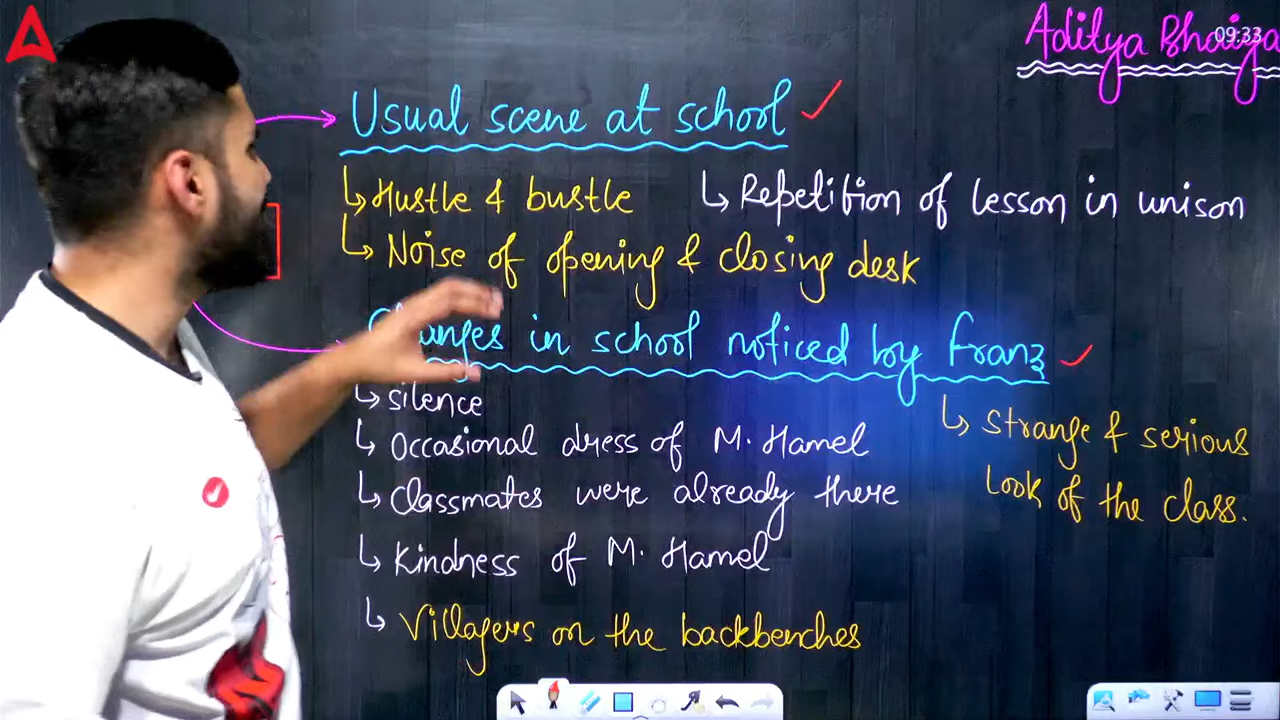 Aditya Bhaiya
09:33
Usual scene at school
Hustle & bustle
Repetition of lesson in unison
Noise of opening & closing desk
Changes in school noticed by Franz
silence
Occasional dress of M. Hamel
Strange & serious
Look of the class.
Classmates were already there
Kindness of M. Hamel
Villagers on the backbenches